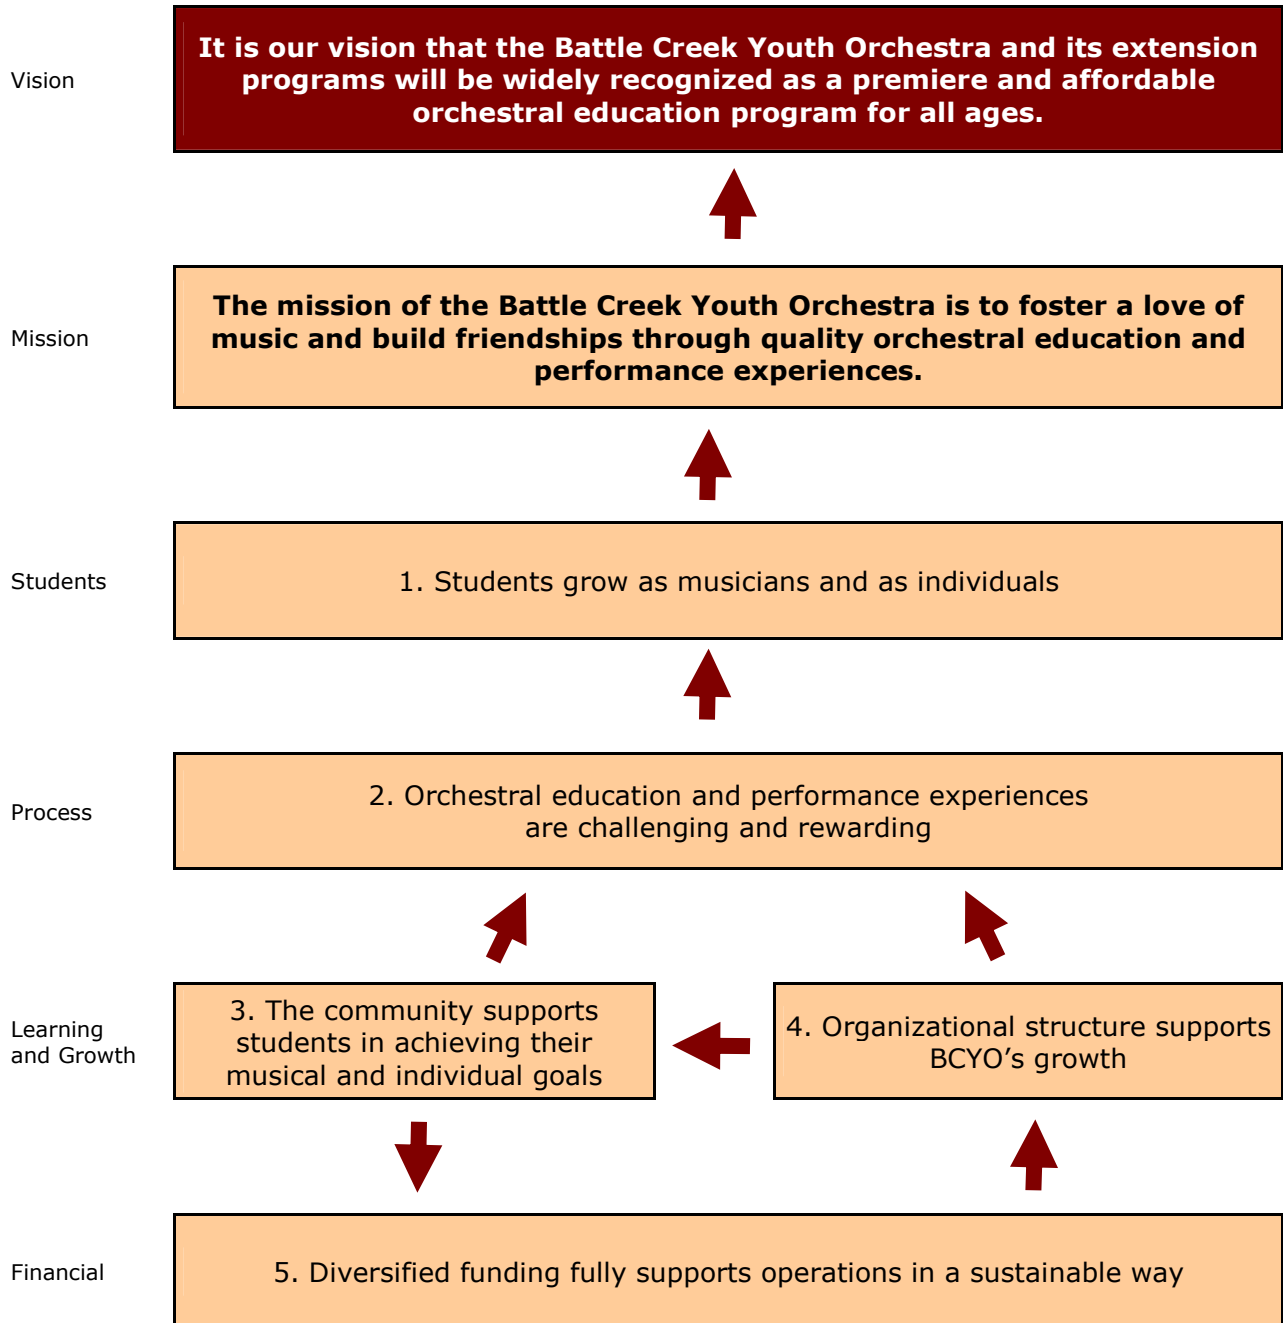 Vision
It is our vision that the Battle Creek Youth Orchestra and its extension
programs will be widely recognized as a premiere and affordable
orchestral education program for all ages.
Mission
The mission of the Battle Creek Youth Orchestra is to foster a love of
music and build friendships through quality orchestral education and
performance experiences.
Students
1. Students grow as musicians and as individuals
Process
2. Orchestral education and performance experiences
are challenging and rewarding
Learning
and Growth
3. The community supports
students in achieving their
musical and individual goals
4. Organizational structure supports
BCYO’s growth
Financial
5. Diversified funding fully supports operations in a sustainable way